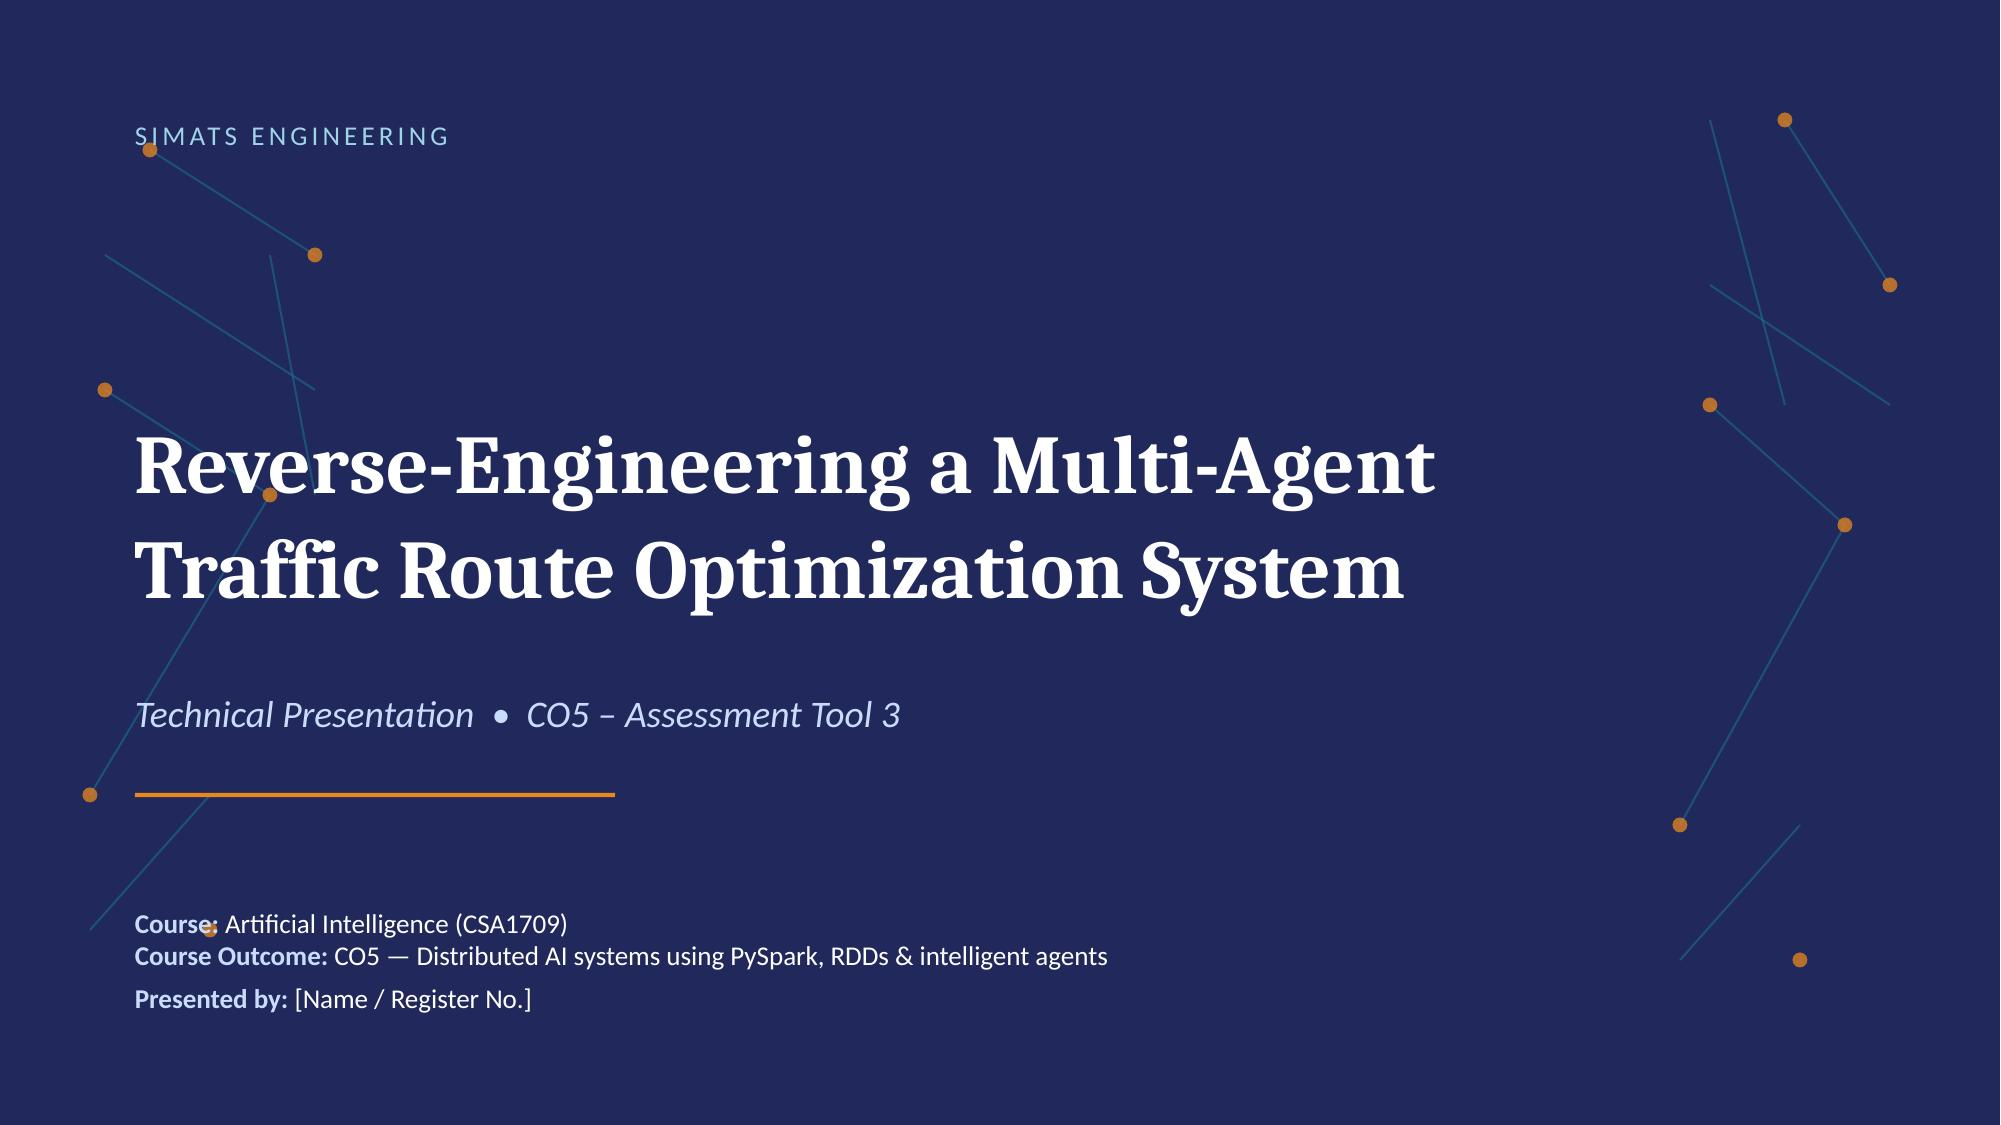 SIMATS ENGINEERING
Reverse-Engineering a Multi-Agent
Traffic Route Optimization System
Technical Presentation • CO5 – Assessment Tool 3
Course: Artificial Intelligence (CSA1709)
Course Outcome: CO5 — Distributed AI systems using PySpark, RDDs & intelligent agents
Presented by: [Name / Register No.]